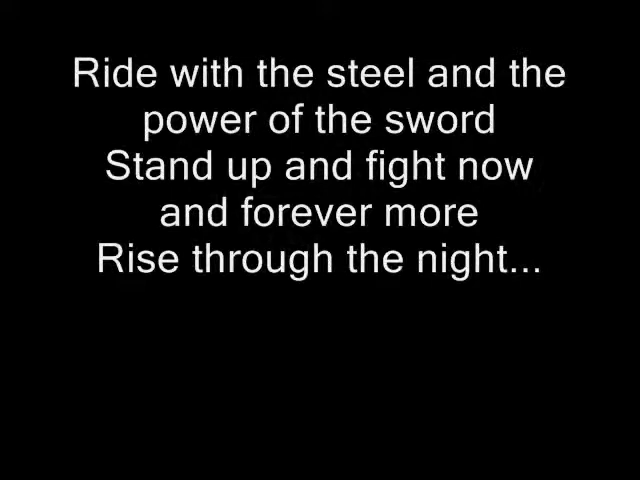 Ride with the steel and the
power of the sword
Stand up and fight now
and forever more
Rise through the night...